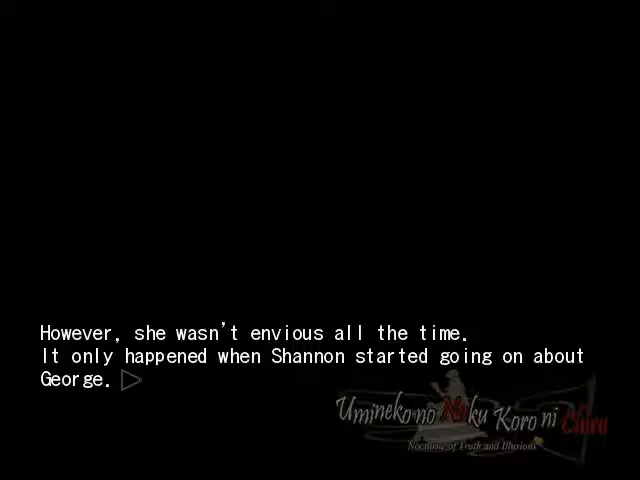 However, she wasn't envious all the time.
It only happened when Shannon started going on about
George.
Umineko no Naku Koro ni Chiru
Nocturne of Truth and Illusions